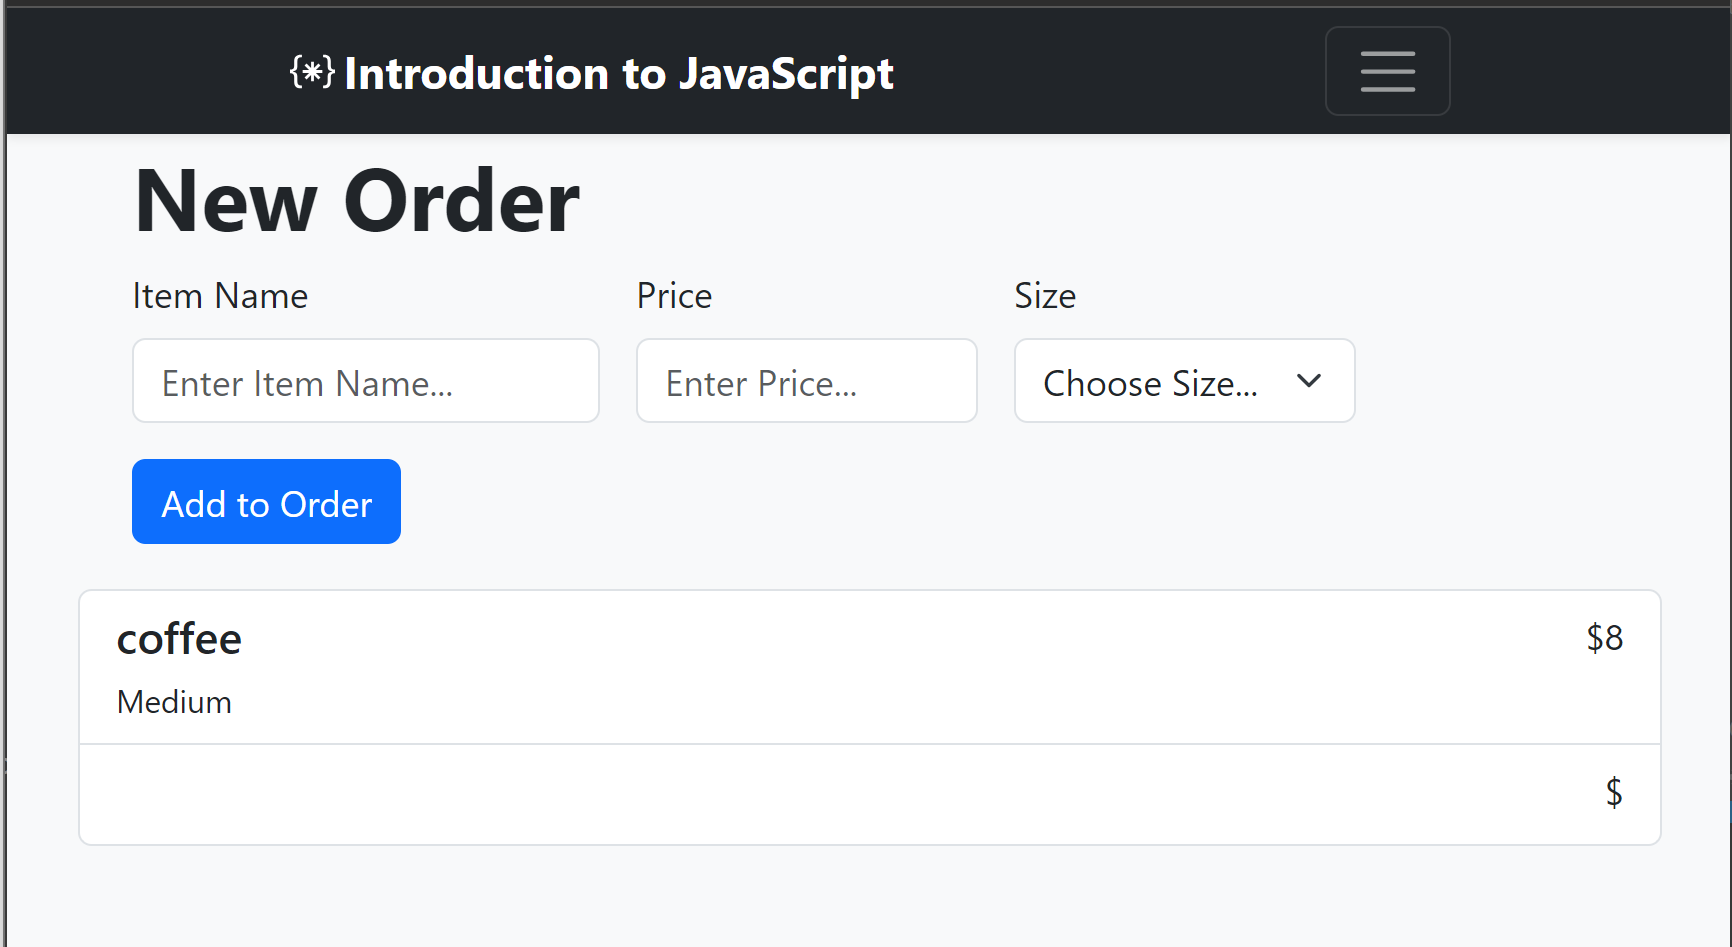 {*} Introduction to JavaScript
New Order
Item Name Price Size
Enter Item Name... Enter Price... Choose Size...
Add to Order
coffee $8
Medium
$